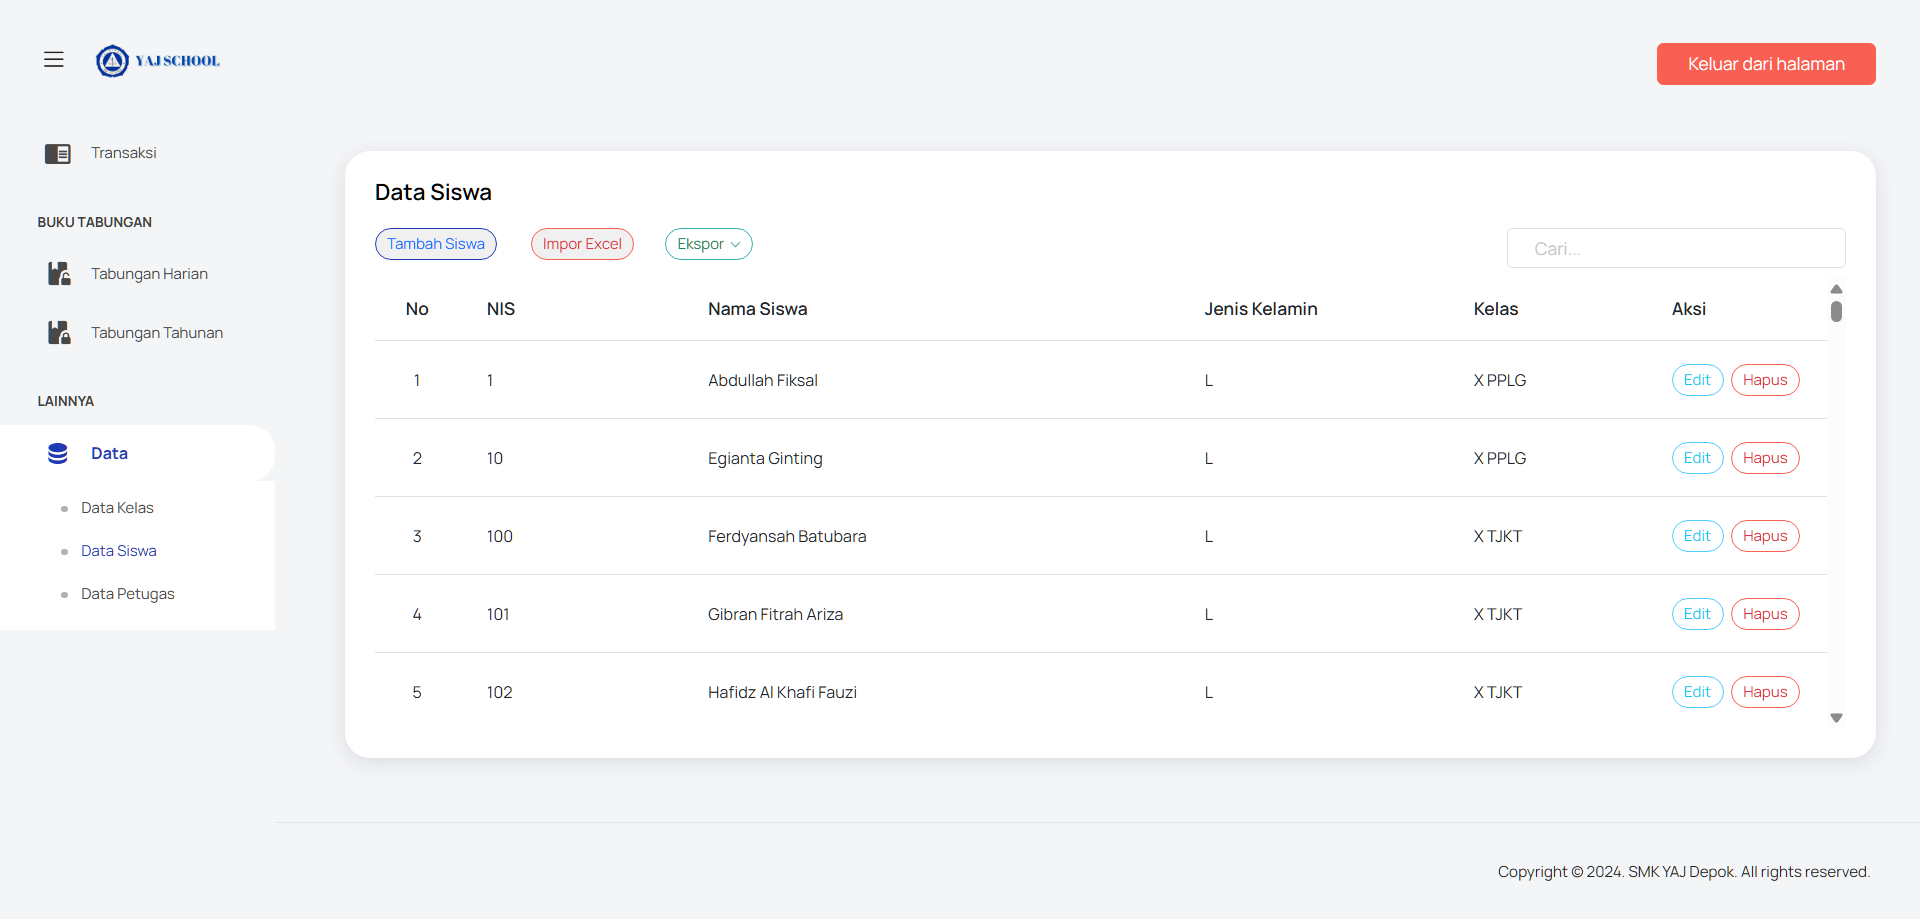 YAJ SCHOOL
Keluar dari halaman
Transaksi
BUKU TABUNGAN
Tabungan Harian
Tabungan Tahunan
LAINNYA
Data
Data Kelas
Data Siswa
Data Petugas
Data Siswa
Tambah Siswa Impor Excel Ekspor Cari...
No NIS Nama Siswa Jenis Kelamin Kelas Aksi
1 1 Abdullah Fiksal L X PPLG Edit Hapus
2 10 Egianta Ginting L X PPLG Edit Hapus
3 100 Ferdyansah Batubara L X TJKT Edit Hapus
4 101 Gibran Fitrah Ariza L X TJKT Edit Hapus
5 102 Hafidz Al Khafi Fauzi L X TJKT Edit Hapus
Copyright © 2024. SMK YAJ Depok. All rights reserved.